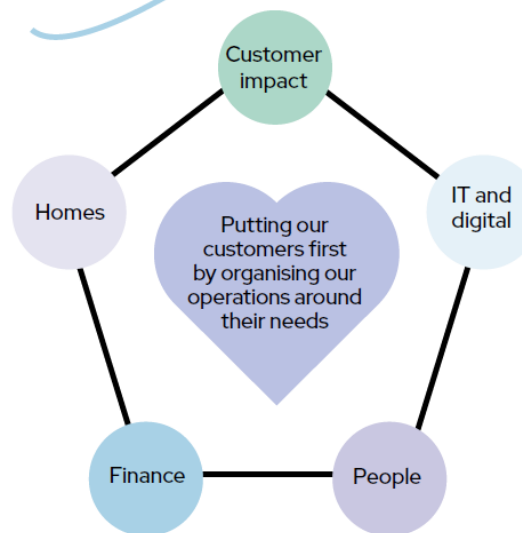 Customer
impact
Homes
IT and
digital
Putting our
customers first
by organising our
operations around
their needs
Finance
People